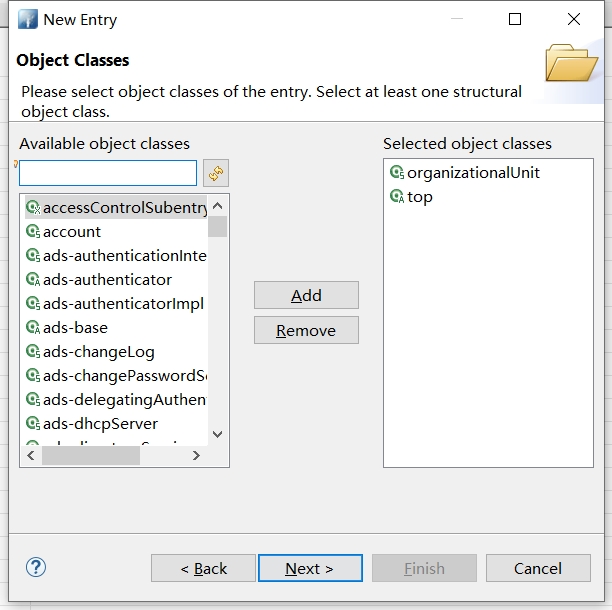 New Entry
Object Classes
Please select object classes of the entry. Select at least one structural
object class.
Available object classes
Selected object classes
accessControlSubentry
account
ads-authenticationInte
ads-authenticator
ads-authenticatorImpl
ads-base
ads-changeLog
ads-changePasswordS
ads-delegatingAuthen
ads-dhcpServer
organizationalUnit
top
Add
Remove
< Back
Next >
Finish
Cancel